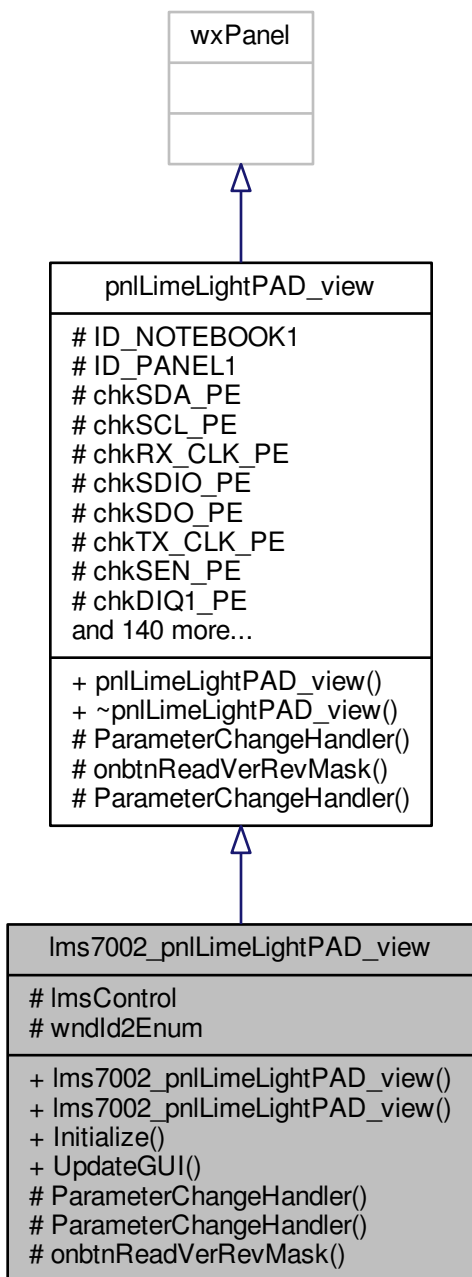 wxPanel
pnlLimeLightPAD_view
# ID_NOTEBOOK1
# ID_PANEL1
# chkSDA_PE
# chkSCL_PE
# chkRX_CLK_PE
# chkSDIO_PE
# chkSDO_PE
# chkTX_CLK_PE
# chkSEN_PE
# chkDIQ1_PE
and 140 more...
+ pnlLimeLightPAD_view()
+ ~pnlLimeLightPAD_view()
# ParameterChangeHandler()
# onbtnReadVerRevMask()
# ParameterChangeHandler()
lms7002_pnlLimeLightPAD_view
# lmsControl
# wndId2Enum
+ lms7002_pnlLimeLightPAD_view()
+ lms7002_pnlLimeLightPAD_view()
+ Initialize()
+ UpdateGUI()
# ParameterChangeHandler()
# ParameterChangeHandler()
# onbtnReadVerRevMask()